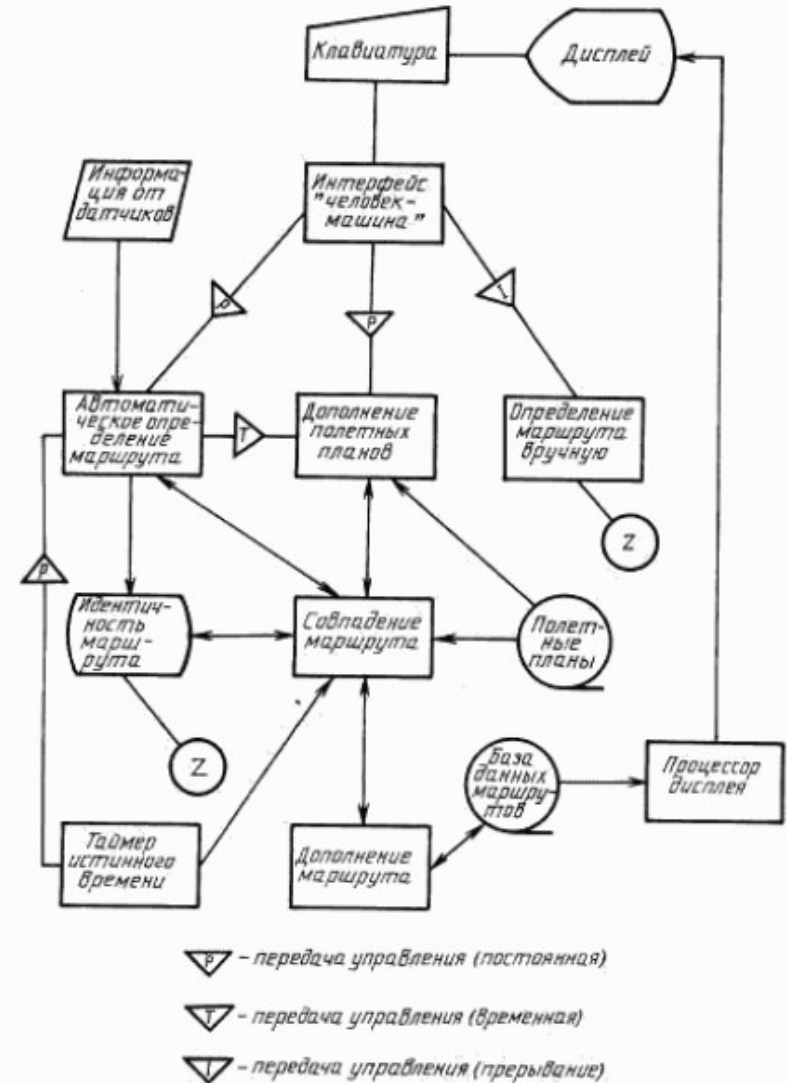 Клавиатура
Дисплей
Информа-
ция от
датчиков
Интерфейс
"человек-
машина"
P
P
I
Автомати-
ческое опре-
деление
маршрута
T
Дополнение
полетных
планов
Определение
маршрута
вручную
Z
P
Идентич-
ность
марш-
рута
Совпадение
маршрута
Полет-
ные
планы
Z
База
данных
маршру-
тов
Процессор
дисплея
Таймер
истинного
времени
Дополнение
маршрута
P - передача управления (постоянная)
T - передача управления (временная)
I - передача управления (прерывание)